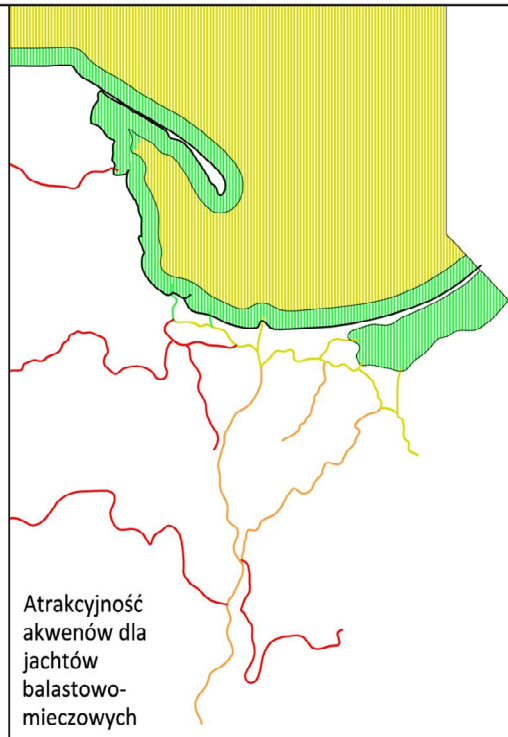 Atrakcyjność
akwenów dla
jachtów
balastowo-
mieczowych